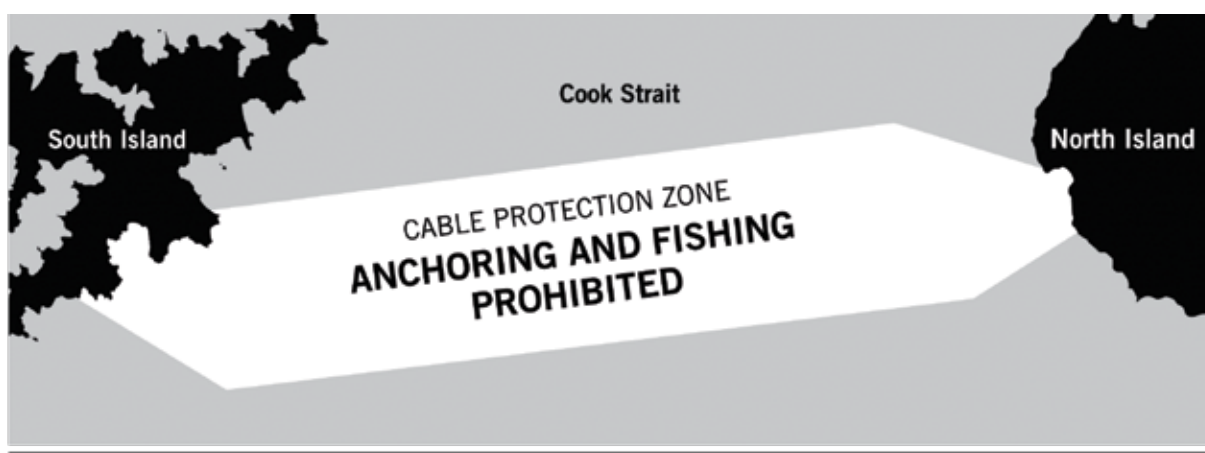 Cook Strait
South Island
North Island
CABLE PROTECTION ZONE
ANCHORING AND FISHING
PROHIBITED